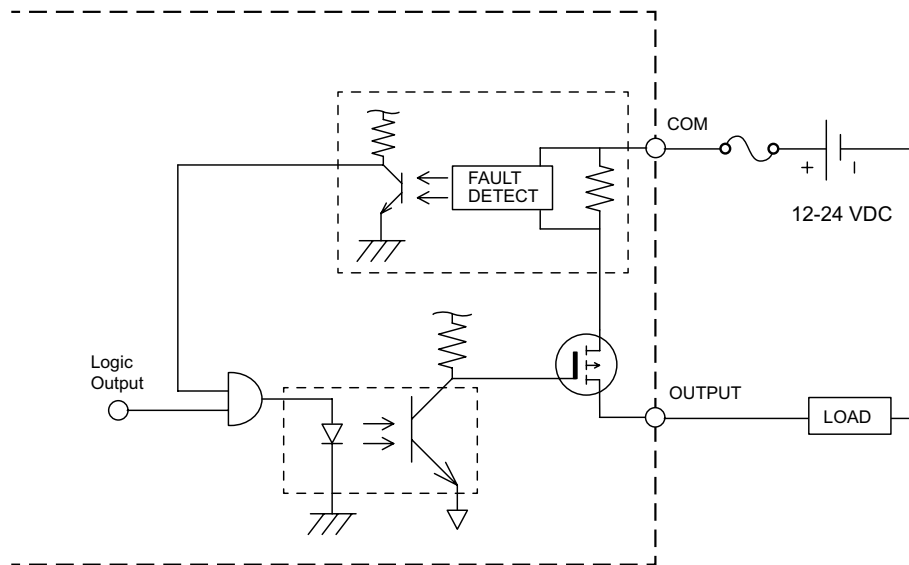 COM
FAULT
DETECT
+
12-24 VDC
Logic
Output
OUTPUT
LOAD